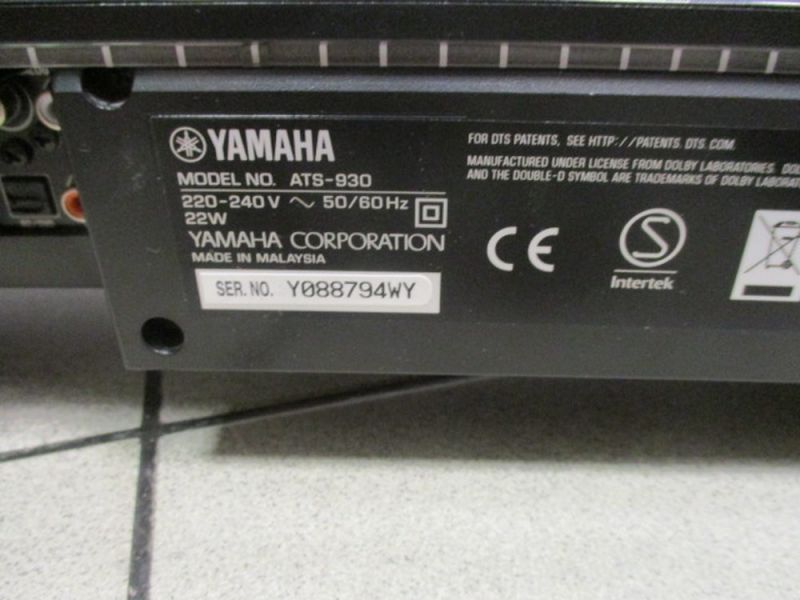 YAMAHA
MODEL NO. ATS-930
220-240V ~ 50/60Hz
22W
YAMAHA CORPORATION
MADE IN MALAYSIA
SER.NO. Y088794WY
FOR DTS PATENTS, SEE HTTP://PATENTS.DTS.COM.
MANUFACTURED UNDER LICENSE FROM DOLBY LABORATORIES.
AND THE DOUBLE-D SYMBOL ARE TRADEMARKS OF DOLBY
CE
S
Intertek